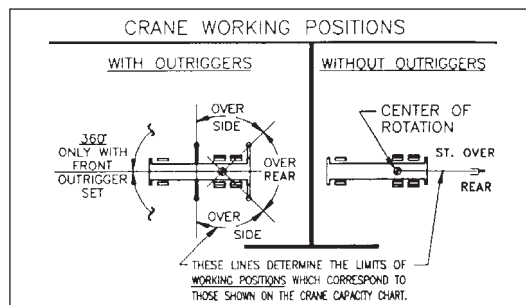 CRANE WORKING POSITIONS
WITH OUTRIGGERS
OVER
SIDE
360°
ONLY WITH
FRONT
OUTRIGGER
SET
OVER
REAR
OVER
SIDE
WITHOUT OUTRIGGERS
CENTER OF
ROTATION
ST. OVER
REAR
THESE LINES DETERMINE THE LIMITS OF
WORKING POSITIONS WHICH CORRESPOND TO
THOSE SHOWN ON THE CRANE CAPACITY CHART.